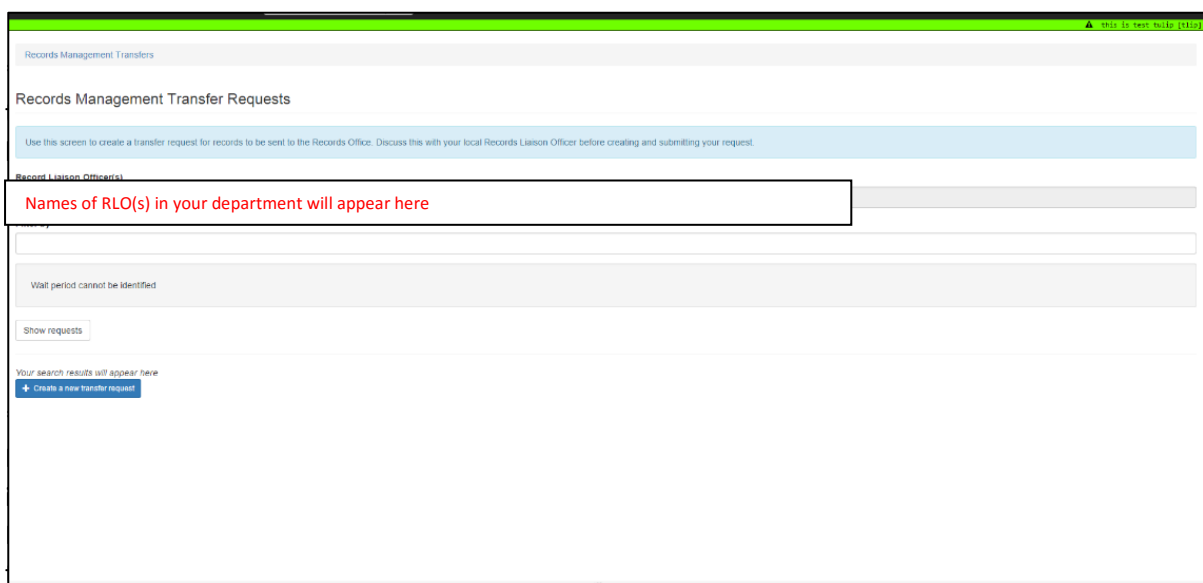 this is test tulip [tlip]
Records Management Transfers
Records Management Transfer Requests
Use this screen to create a transfer request for records to be sent to the Records Office. Discuss this with your local Records Liaison Officer before creating and submitting your request.
Record Liaison Officer(s)
Names of RLO(s) in your department will appear here
Wait period cannot be identified
Show requests
Your search results will appear here
Create a new transfer request